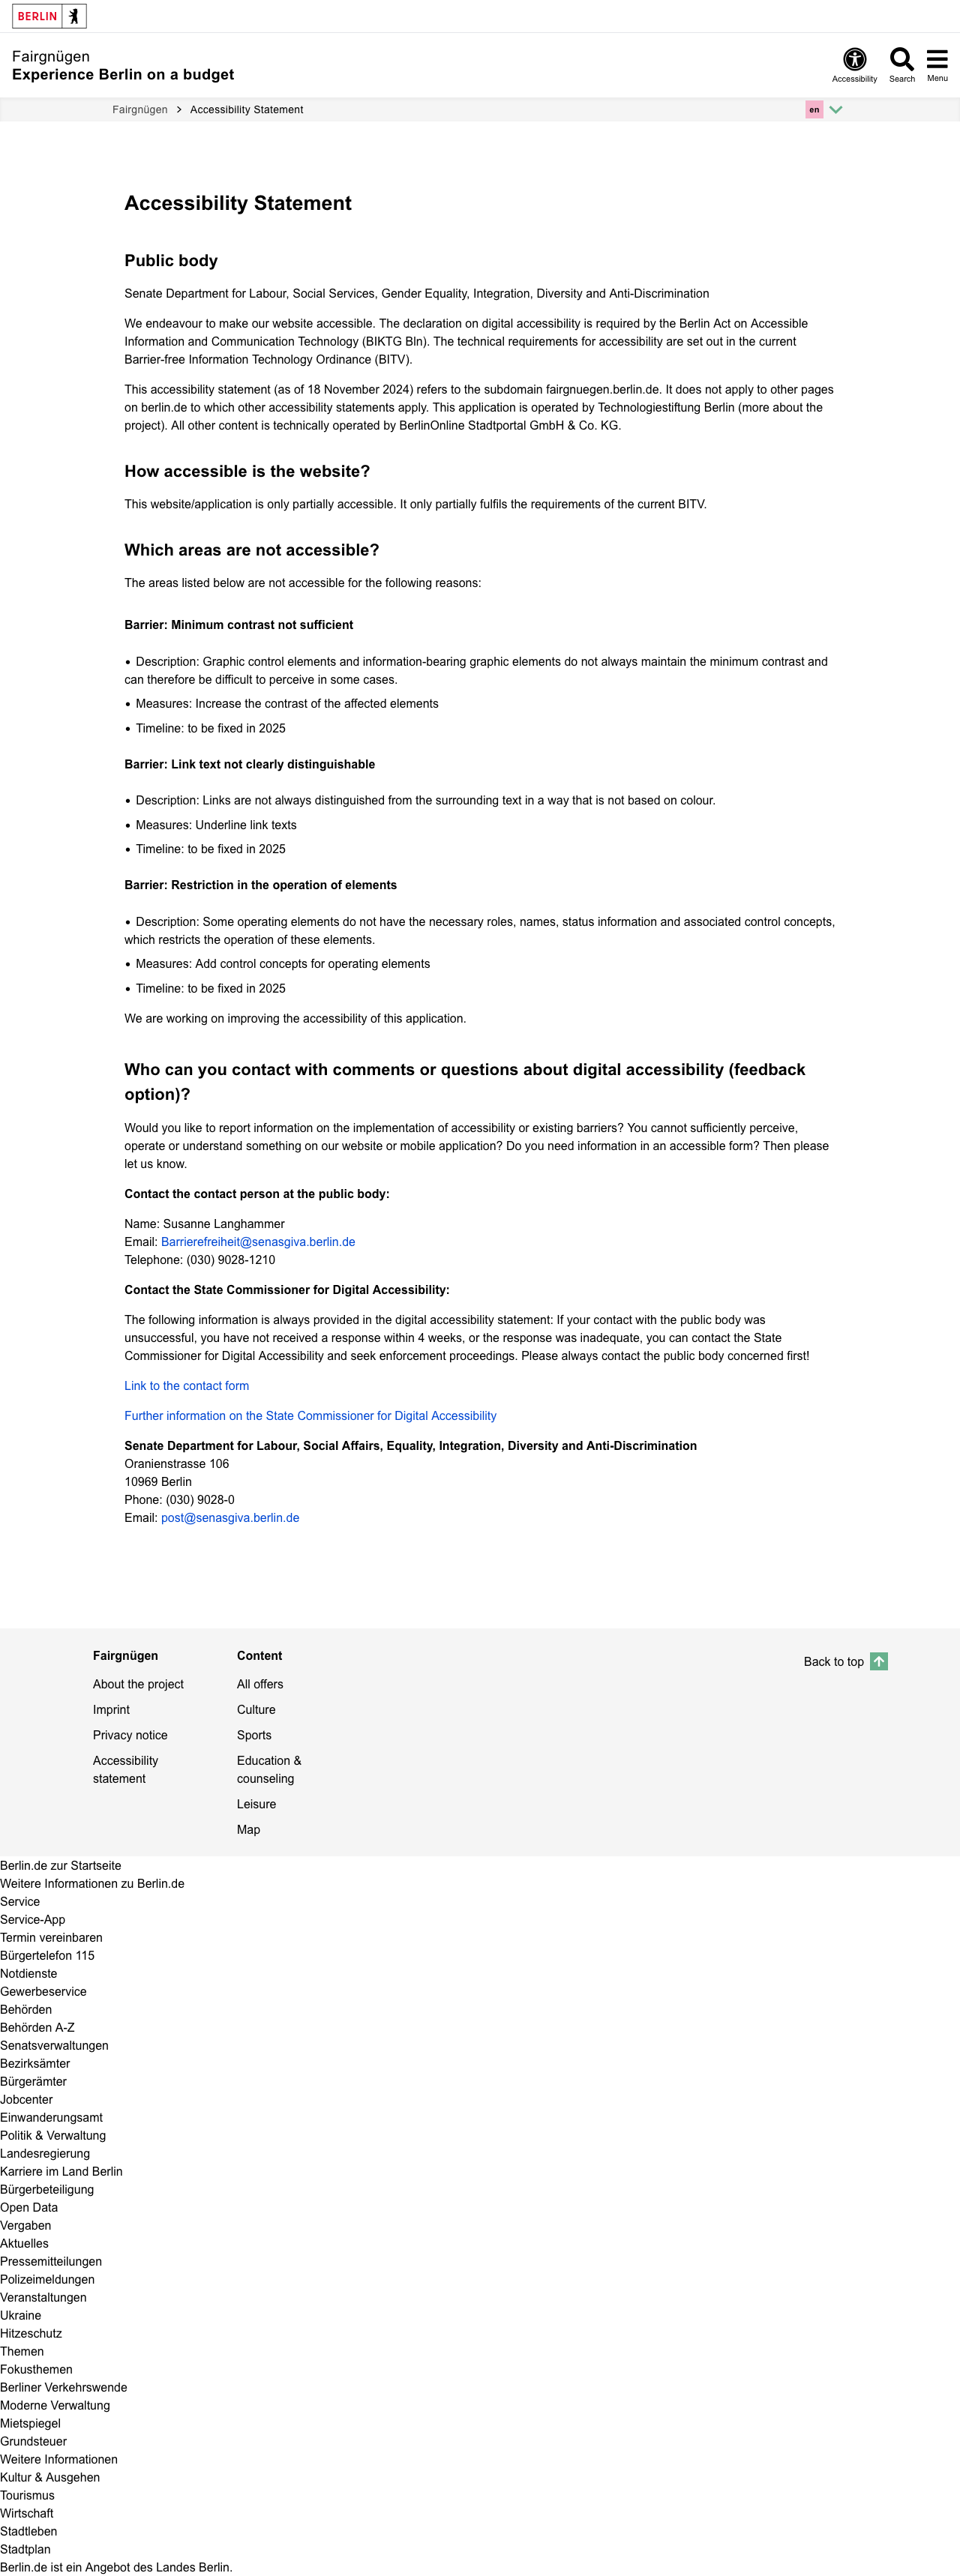 BERLIN
Fairgnügen
Experience Berlin on a budget
Accessibility
Search
Menu
Fairgnügen
Accessibility Statement
en
Accessibility Statement
Public body
Senate Department for Labour, Social Services, Gender Equality, Integration, Diversity and Anti-Discrimination
We endeavour to make our website accessible. The declaration on digital accessibility is required by the Berlin Act on Accessible
Information and Communication Technology (BIKTG Bln). The technical requirements for accessibility are set out in the current
Barrier-free Information Technology Ordinance (BITV).
This accessibility statement (as of 18 November 2024) refers to the subdomain fairgnuegen.berlin.de. It does not apply to other pages
on berlin.de to which other accessibility statements apply. This application is operated by Technologiestiftung Berlin (more about the
project). All other content is technically operated by BerlinOnline Stadtportal GmbH & Co. KG.
How accessible is the website?
This website/application is only partially accessible. It only partially fulfils the requirements of the current BITV.
Which areas are not accessible?
The areas listed below are not accessible for the following reasons:
Barrier: Minimum contrast not sufficient
• Description: Graphic control elements and information-bearing graphic elements do not always maintain the minimum contrast and
can therefore be difficult to perceive in some cases.
• Measures: Increase the contrast of the affected elements
• Timeline: to be fixed in 2025
Barrier: Link text not clearly distinguishable
• Description: Links are not always distinguished from the surrounding text in a way that is not based on colour.
• Measures: Underline link texts
• Timeline: to be fixed in 2025
Barrier: Restriction in the operation of elements
• Description: Some operating elements do not have the necessary roles, names, status information and associated control concepts,
which restricts the operation of these elements.
• Measures: Add control concepts for operating elements
• Timeline: to be fixed in 2025
We are working on improving the accessibility of this application.
Who can you contact with comments or questions about digital accessibility (feedback
option)?
Would you like to report information on the implementation of accessibility or existing barriers? You cannot sufficiently perceive,
operate or understand something on our website or mobile application? Do you need information in an accessible form? Then please
let us know.
Contact the contact person at the public body:
Name: Susanne Langhammer
Email: Barrierefreiheit@senasgiva.berlin.de
Telephone: (030) 9028-1210
Contact the State Commissioner for Digital Accessibility:
The following information is always provided in the digital accessibility statement: If your contact with the public body was
unsuccessful, you have not received a response within 4 weeks, or the response was inadequate, you can contact the State
Commissioner for Digital Accessibility and seek enforcement proceedings. Please always contact the public body concerned first!
Link to the contact form
Further information on the State Commissioner for Digital Accessibility
Senate Department for Labour, Social Affairs, Equality, Integration, Diversity and Anti-Discrimination
Oranienstrasse 106
10969 Berlin
Phone: (030) 9028-0
Email: post@senasgiva.berlin.de
Fairgnügen
About the project
Imprint
Privacy notice
Accessibility
statement
Content
All offers
Culture
Sports
Education &
counseling
Leisure
Map
Back to top
Berlin.de zur Startseite
Weitere Informationen zu Berlin.de
Service
Service-App
Termin vereinbaren
Bürgertelefon 115
Notdienste
Gewerbeservice
Behörden
Behörden A-Z
Senatsverwaltungen
Bezirksämter
Bürgerämter
Jobcenter
Einwanderungsamt
Politik & Verwaltung
Landesregierung
Karriere im Land Berlin
Bürgerbeteiligung
Open Data
Vergaben
Aktuelles
Pressemitteilungen
Polizeimeldungen
Veranstaltungen
Ukraine
Hitzeschutz
Themen
Fokusthemen
Berliner Verkehrswende
Moderne Verwaltung
Mietspiegel
Grundsteuer
Weitere Informationen
Kultur & Ausgehen
Tourismus
Wirtschaft
Stadtleben
Stadtplan
Berlin.de ist ein Angebot des Landes Berlin.